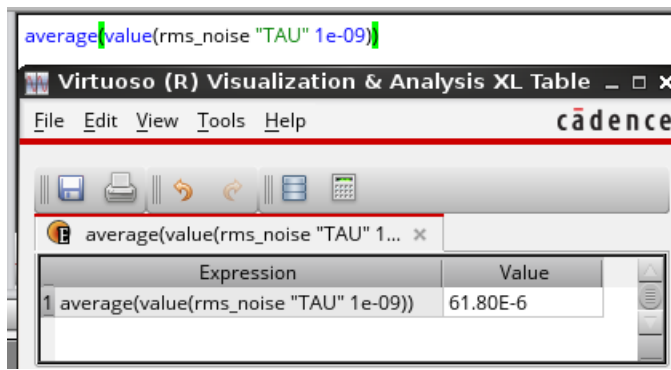 average(value(rms_noise "TAU" 1e-09))
Virtuoso (R) Visualization & Analysis XL Table
File Edit View Tools Help cādence
average(value(rms_noise "TAU" 1...
Expression Value
1 average(value(rms_noise "TAU" 1e-09)) 61.80E-6